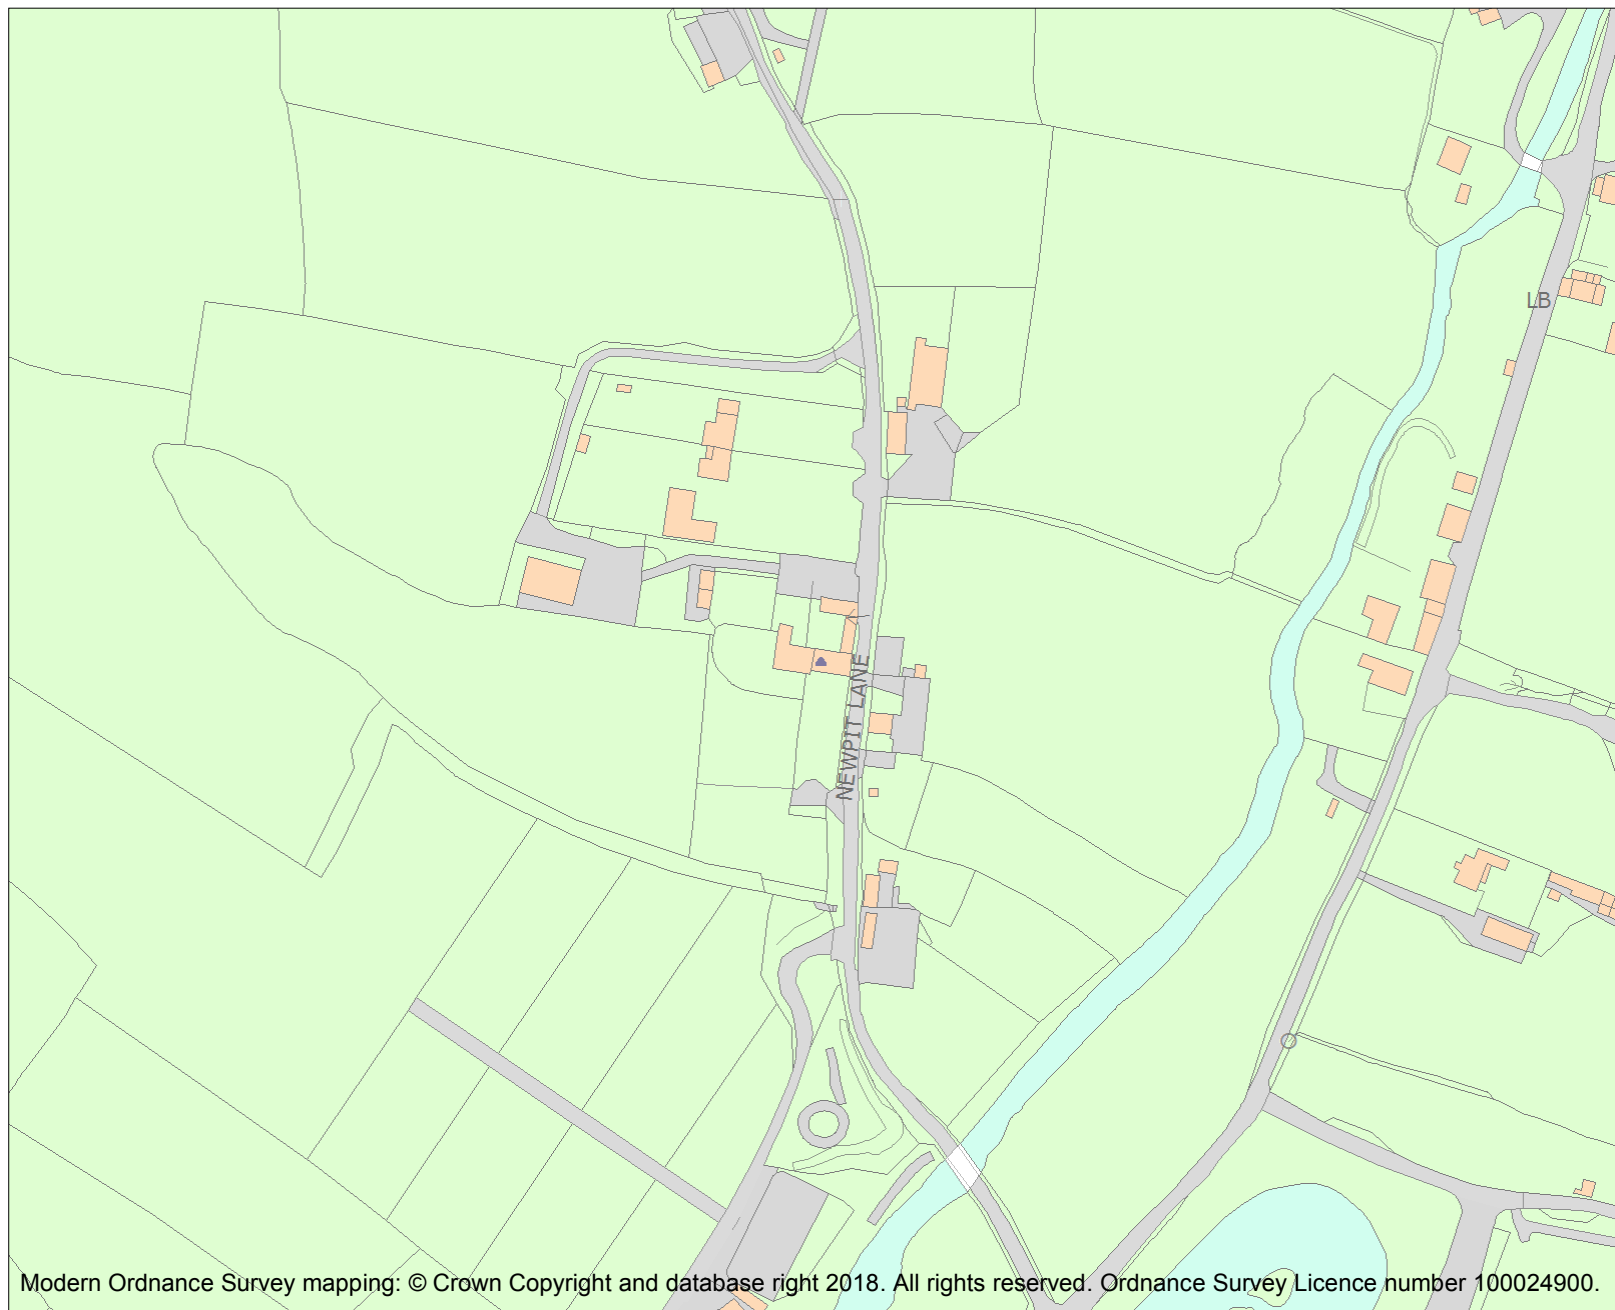 LB
NEWPIT LANE
Modern Ordnance Survey mapping: © Crown Copyright and database right 2018. All rights reserved. Ordnance Survey Licence number 100024900.